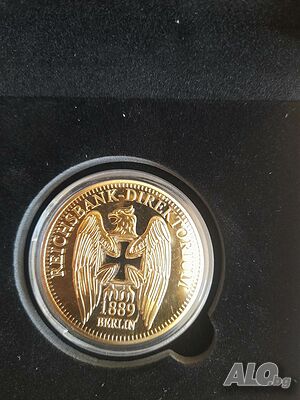 REICHSBANK-DIREKTORIUM
1889
BERLIN
ALO.bg